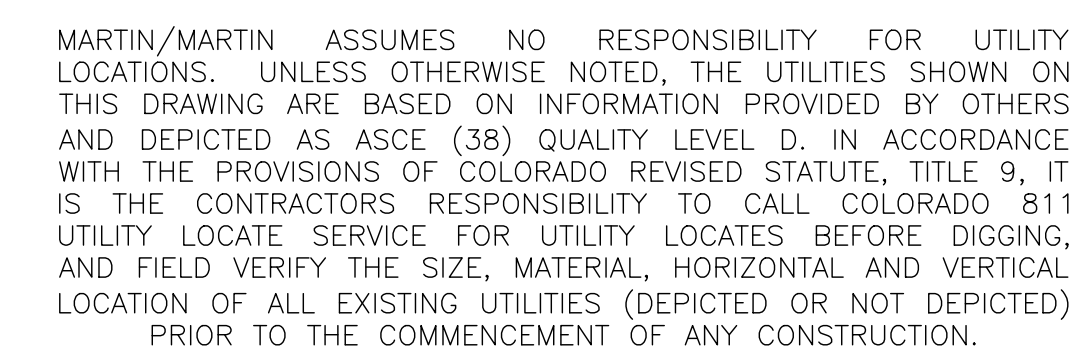 MARTIN/MARTIN ASSUMES NO RESPONSIBILITY FOR UTILITY
LOCATIONS. UNLESS OTHERWISE NOTED, THE UTILITIES SHOWN ON
THIS DRAWING ARE BASED ON INFORMATION PROVIDED BY OTHERS
AND DEPICTED AS ASCE (38) QUALITY LEVEL D. IN ACCORDANCE
WITH THE PROVISIONS OF COLORADO REVISED STATUTE, TITLE 9, IT
IS THE CONTRACTORS RESPONSIBILITY TO CALL COLORADO 811
UTILITY LOCATE SERVICE FOR UTILITY LOCATES BEFORE DIGGING,
AND FIELD VERIFY THE SIZE, MATERIAL, HORIZONTAL AND VERTICAL
LOCATION OF ALL EXISTING UTILITIES (DEPICTED OR NOT DEPICTED)
PRIOR TO THE COMMENCEMENT OF ANY CONSTRUCTION.